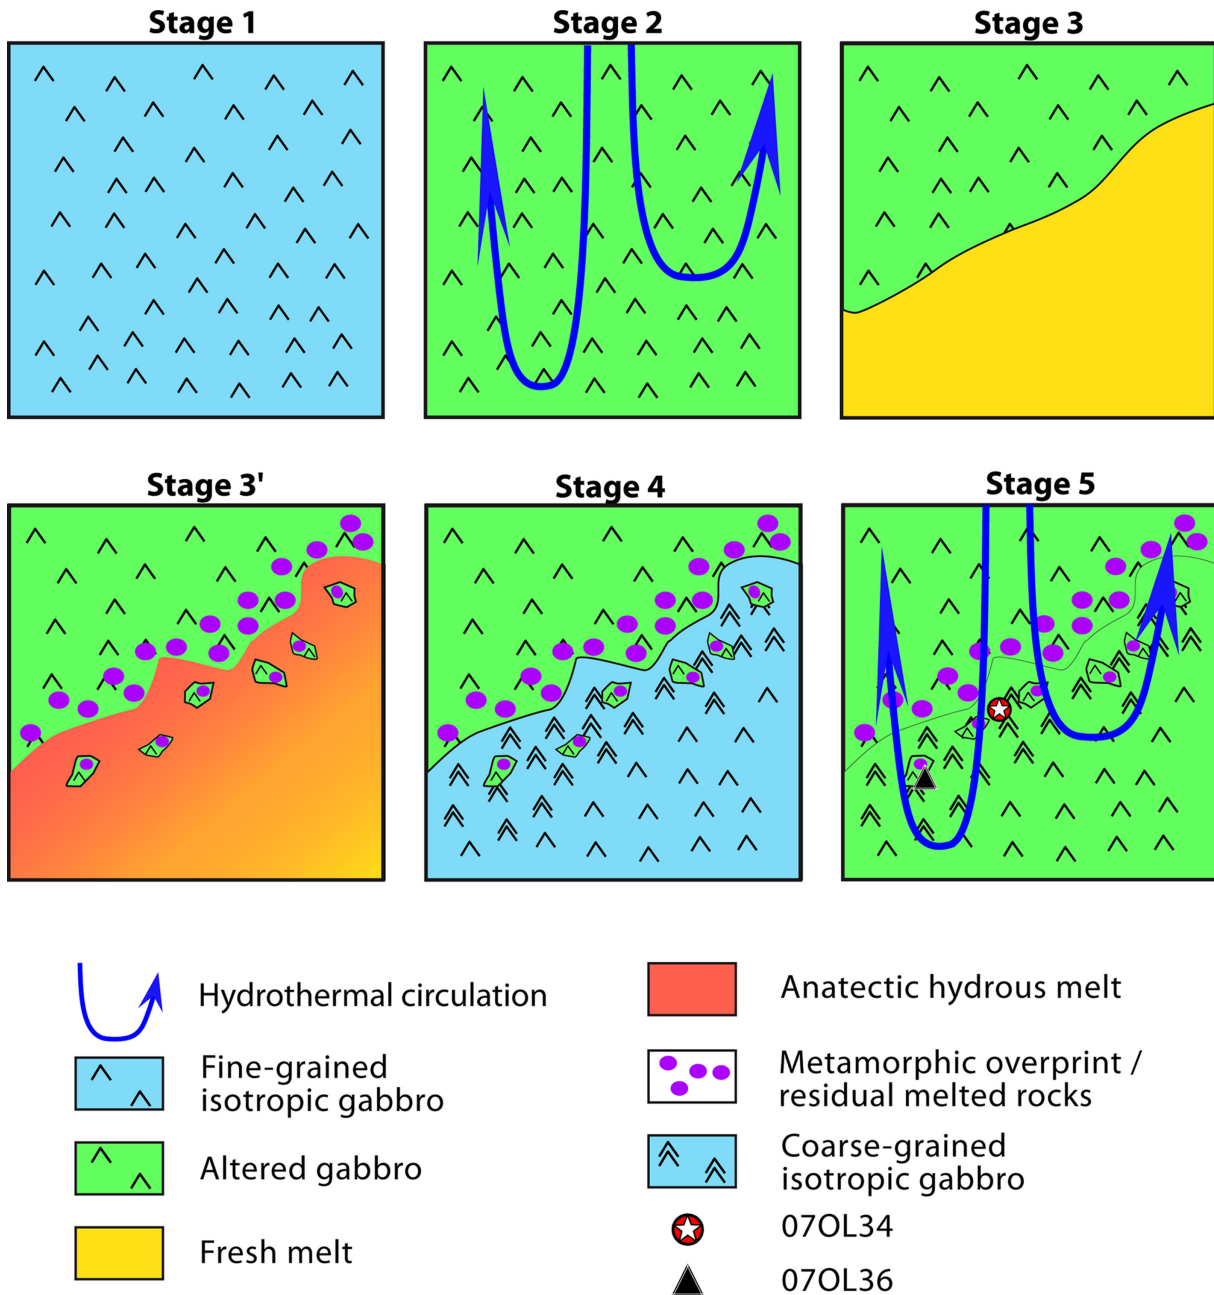 Stage 1
Stage 2
Stage 3
Stage 3'
Stage 4
Stage 5
Hydrothermal circulation
Fine-grained
isotropic gabbro
Altered gabbro
Fresh melt
Anatectic hydrous melt
Metamorphic overprint /
residual melted rocks
Coarse-grained
isotropic gabbro
07OL34
07OL36